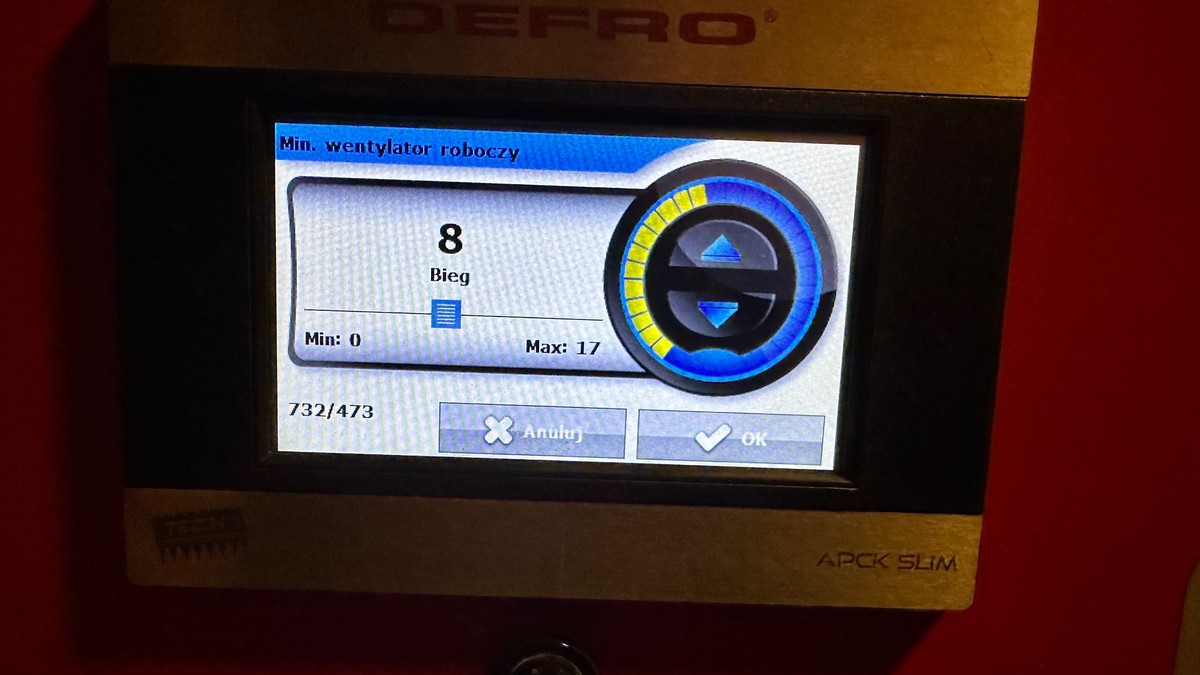 DEFRO®
Min. wentylator roboczy
8
Bieg
Min: 0
Max: 17
732/473
Anuluj
OK
APCK SLIM